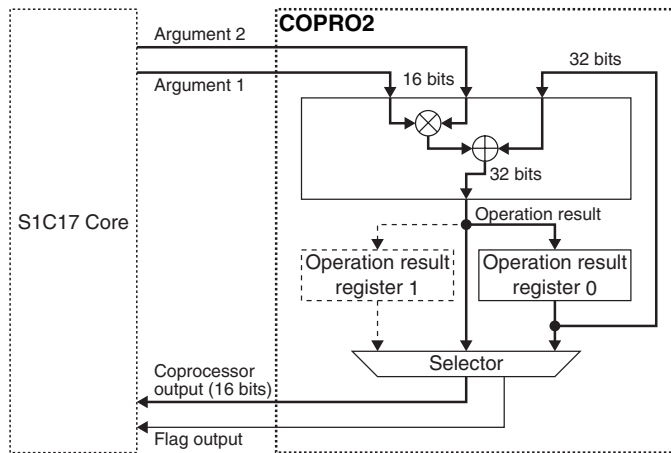 COPRO2
Argument 2
32 bits
Argument 1
16 bits
32 bits
S1C17 Core
Operation result
Operation result
register 1
Operation result
register 0
Selector
Coprocessor
output (16 bits)
Flag output